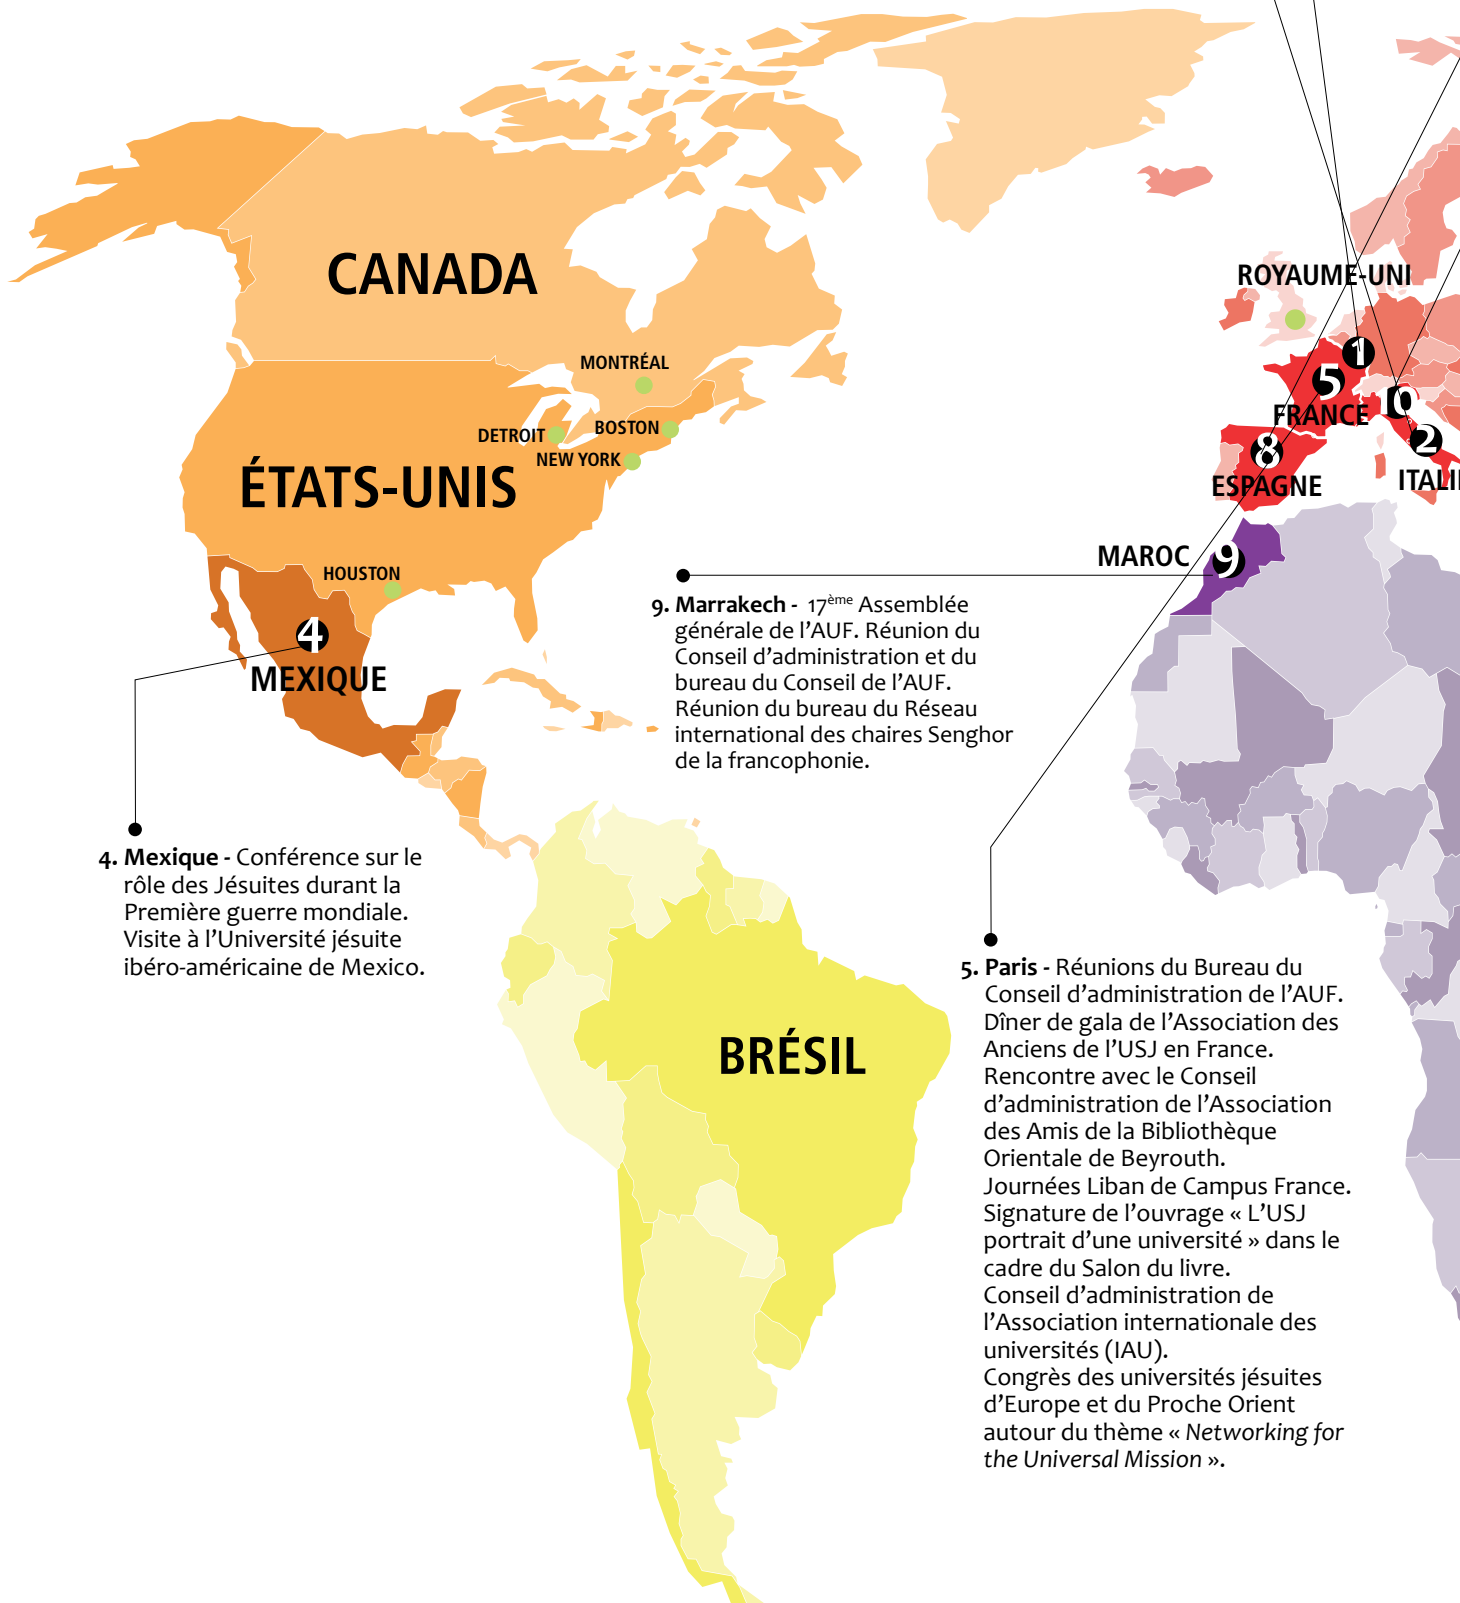 CANADA
ROYAUME-UNI
MONTRÉAL
1
5
DETROIT
BOSTON
FRANCE
NEW YORK
8
2
ÉTATS-UNIS
ESPAGNE
MAROC
9
HOUSTON
4
MEXIQUE
9. Marrakech - 17ème Assemblée
générale de l’AUF. Réunion du
Conseil d’administration et du
bureau du Conseil de l’AUF.
Réunion du bureau du Réseau
international des chaires Senghor
de la francophonie.
4. Mexique - Conférence sur le
rôle des Jésuites durant la
Première guerre mondiale.
Visite à l’Université jésuite
ibéro-américaine de Mexico.
BRÉSIL
5. Paris - Réunions du Bureau du
Conseil d’administration de l’AUF.
Dîner de gala de l’Association des
Anciens de l’USJ en France.
Rencontre avec le Conseil
d’administration de l’Association
des Amis de la Bibliothèque
Orientale de Beyrouth.
Journées Liban de Campus France.
Signature de l’ouvrage « L’USJ
portrait d’une université » dans le
cadre du Salon du livre.
Conseil d’administration de
l’Association internationale des
universités (IAU).
Congrès des universités jésuites
d’Europe et du Proche Orient
autour du thème « Networking for
the Universal Mission ».